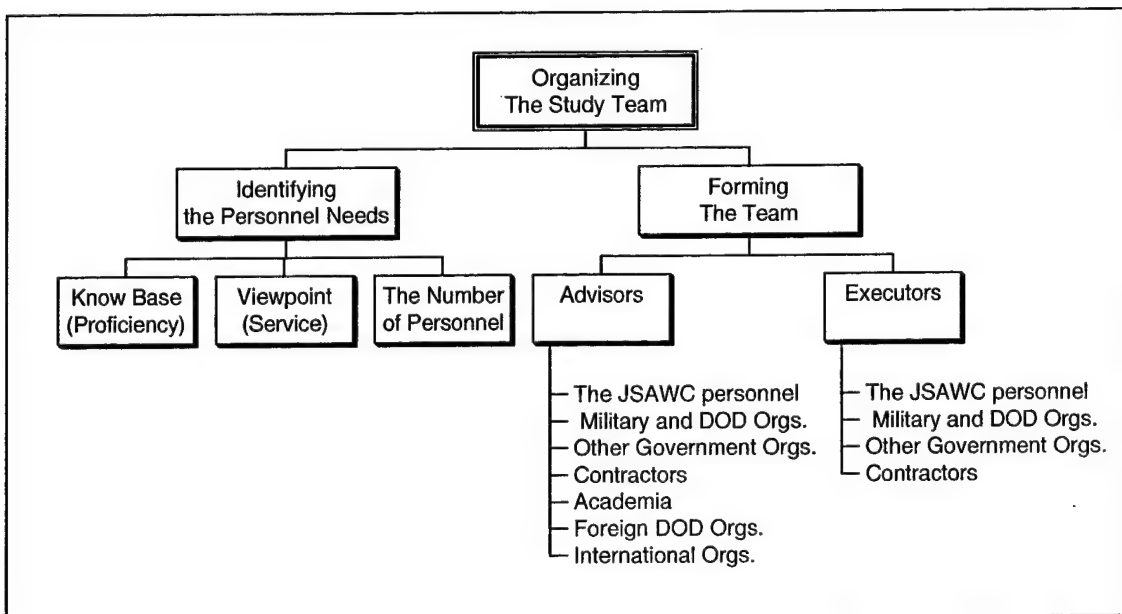 Organizing
The Study Team
Identifying
the Personnel Needs
Forming
The Team
Know Base
(Proficiency)
Viewpoint
(Service)
The Number
of Personnel
Advisors
Executors
The JSAWC personnel
Military and DOD Orgs.
Other Government Orgs.
Contractors
Academia
Foreign DOD Orgs.
International Orgs.
The JSAWC personnel
Military and DOD Orgs.
Other Government Orgs.
Contractors